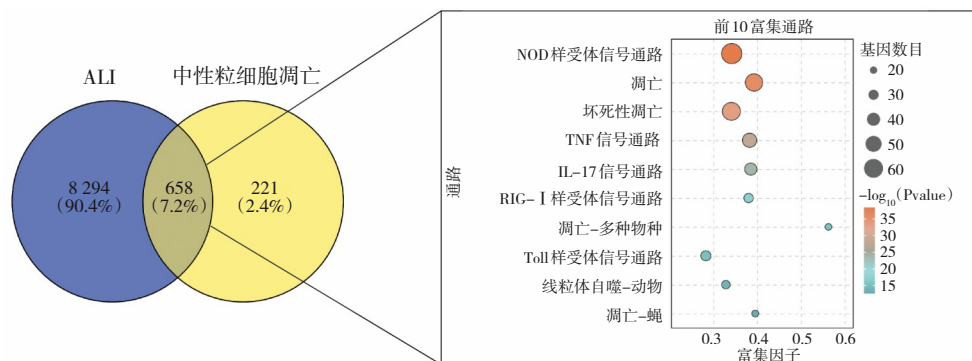 ALI
中性粒细胞凋亡
8 294
(90.4%)
658
(7.2%)
221
(2.4%)
前10富集通路
通路
NOD样受体信号通路
凋亡
坏死性凋亡
TNF信号通路
IL-17信号通路
RIG-Ⅰ样受体信号通路
凋亡-多种物种
Toll样受体信号通路
线粒体自噬-动物
凋亡-蝇
0.3 0.4 0.5 0.6
富集因子
基因数目
20
30
40
50
60
-log10(Pvalue)
35
30
25
20
15